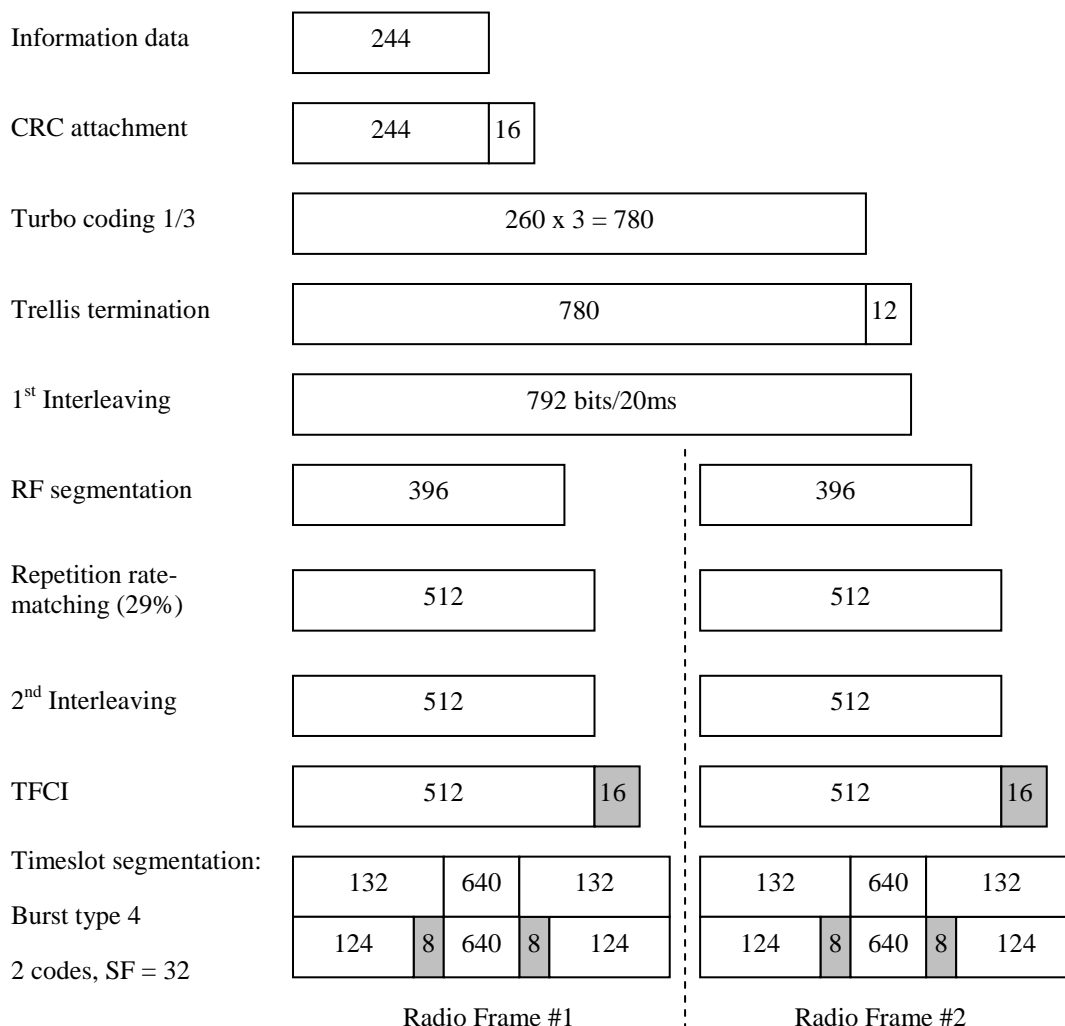 Information data
244
CRC attachment
244 16
Turbo coding 1/3
260 x 3 = 780
Trellis termination
780 12
1st Interleaving
792 bits/20ms
RF segmentation
396 396
Repetition rate-
matching (29%)
512 512
2nd Interleaving
512 512
TFCI
512 16 512 16
Timeslot segmentation:
132 640 132 132 640 132
Burst type 4
124 8 640 8 124 124 8 640 8 124
2 codes, SF = 32
Radio Frame #1 Radio Frame #2